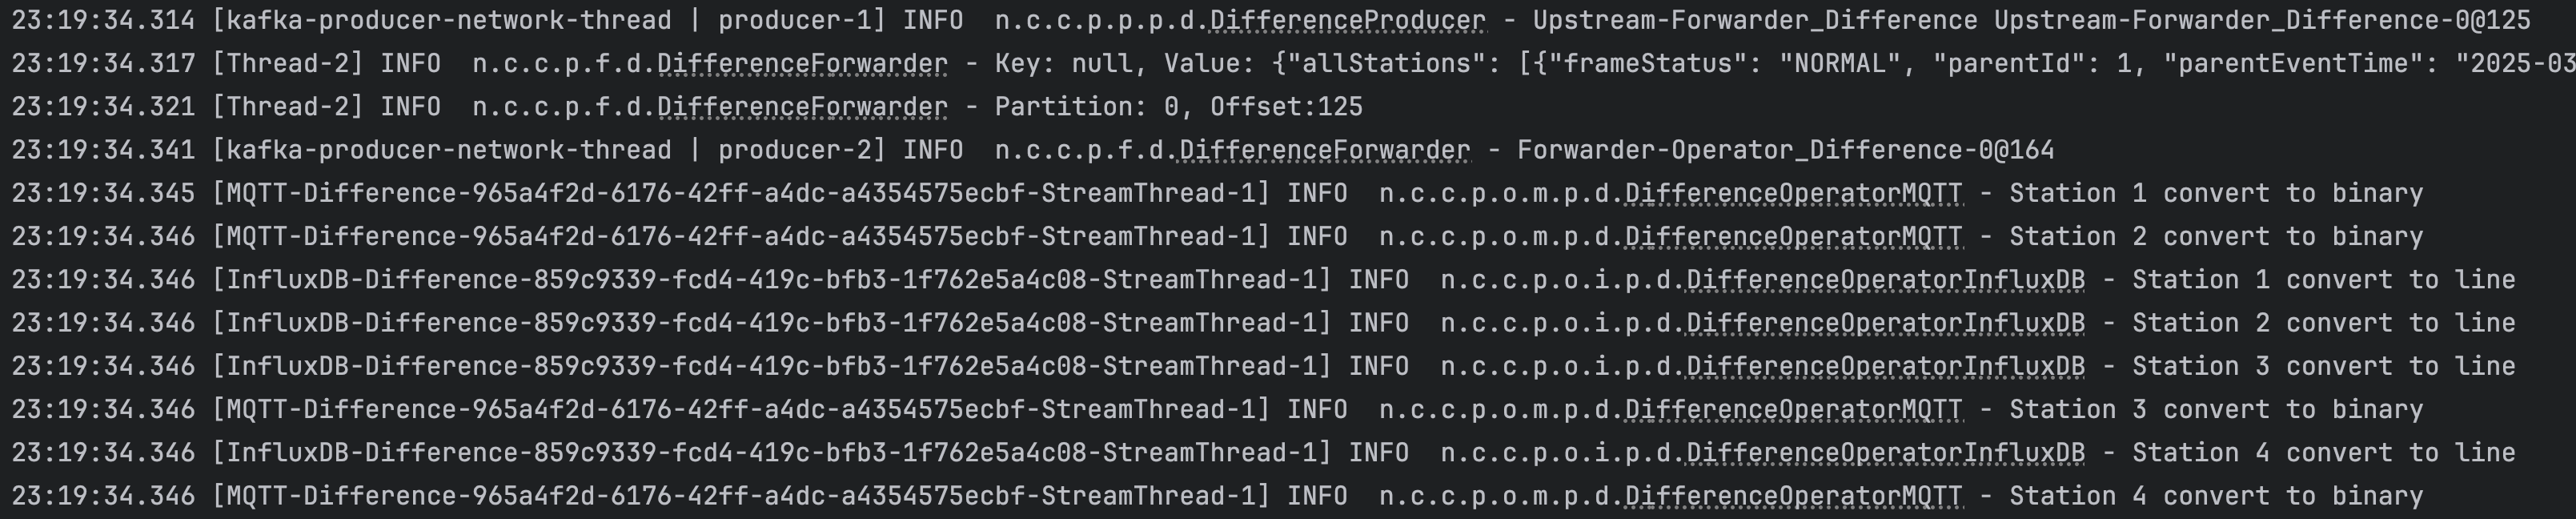 23:19:34.314 [kafka-producer-network-thread | producer-1] INFO  n.c.c.p.p.p.d.DifferenceProducer - Upstream-Forwarder_Difference Upstream-Forwarder_Difference-0@125
23:19:34.317 [Thread-2] INFO  n.c.c.p.f.d.DifferenceForwarder - Key: null, Value: {"allStations": [{"frameStatus": "NORMAL", "parentId": 1, "parentEventTime": "2025-03
23:19:34.321 [Thread-2] INFO  n.c.c.p.f.d.DifferenceForwarder - Partition: 0, Offset:125
23:19:34.341 [kafka-producer-network-thread | producer-2] INFO  n.c.c.p.f.d.DifferenceForwarder - Forwarder-Operator_Difference-0@164
23:19:34.345 [MQTT-Difference-965a4f2d-6176-42ff-a4dc-a4354575ecbf-StreamThread-1] INFO  n.c.c.p.o.m.p.d.DifferenceOperatorMQTT - Station 1 convert to binary
23:19:34.346 [MQTT-Difference-965a4f2d-6176-42ff-a4dc-a4354575ecbf-StreamThread-1] INFO  n.c.c.p.o.m.p.d.DifferenceOperatorMQTT - Station 2 convert to binary
23:19:34.346 [InfluxDB-Difference-859c9339-fcd4-419c-bfb3-1f762e5a4c08-StreamThread-1] INFO  n.c.c.p.o.i.p.d.DifferenceOperatorInfluxDB - Station 1 convert to line
23:19:34.346 [InfluxDB-Difference-859c9339-fcd4-419c-bfb3-1f762e5a4c08-StreamThread-1] INFO  n.c.c.p.o.i.p.d.DifferenceOperatorInfluxDB - Station 2 convert to line
23:19:34.346 [InfluxDB-Difference-859c9339-fcd4-419c-bfb3-1f762e5a4c08-StreamThread-1] INFO  n.c.c.p.o.i.p.d.DifferenceOperatorInfluxDB - Station 3 convert to line
23:19:34.346 [MQTT-Difference-965a4f2d-6176-42ff-a4dc-a4354575ecbf-StreamThread-1] INFO  n.c.c.p.o.m.p.d.DifferenceOperatorMQTT - Station 3 convert to binary
23:19:34.346 [InfluxDB-Difference-859c9339-fcd4-419c-bfb3-1f762e5a4c08-StreamThread-1] INFO  n.c.c.p.o.i.p.d.DifferenceOperatorInfluxDB - Station 4 convert to line
23:19:34.346 [MQTT-Difference-965a4f2d-6176-42ff-a4dc-a4354575ecbf-StreamThread-1] INFO  n.c.c.p.o.m.p.d.DifferenceOperatorMQTT - Station 4 convert to binary